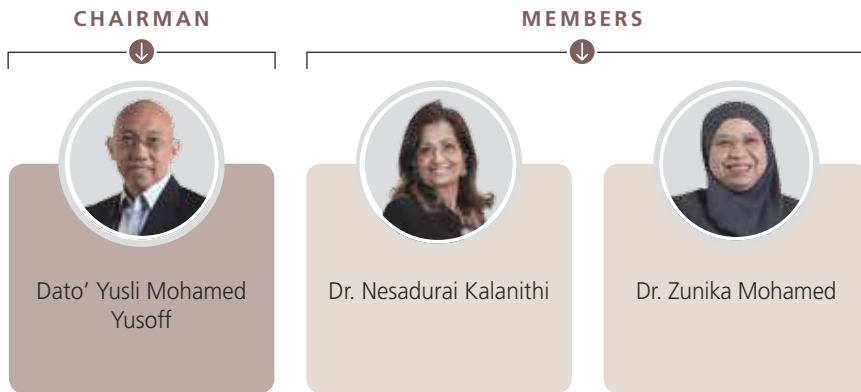 CHAIRMAN
MEMBERS
Dato’ Yusli Mohamed
Yusoff
Dr. Nesadurai Kalanithi
Dr. Zunika Mohamed